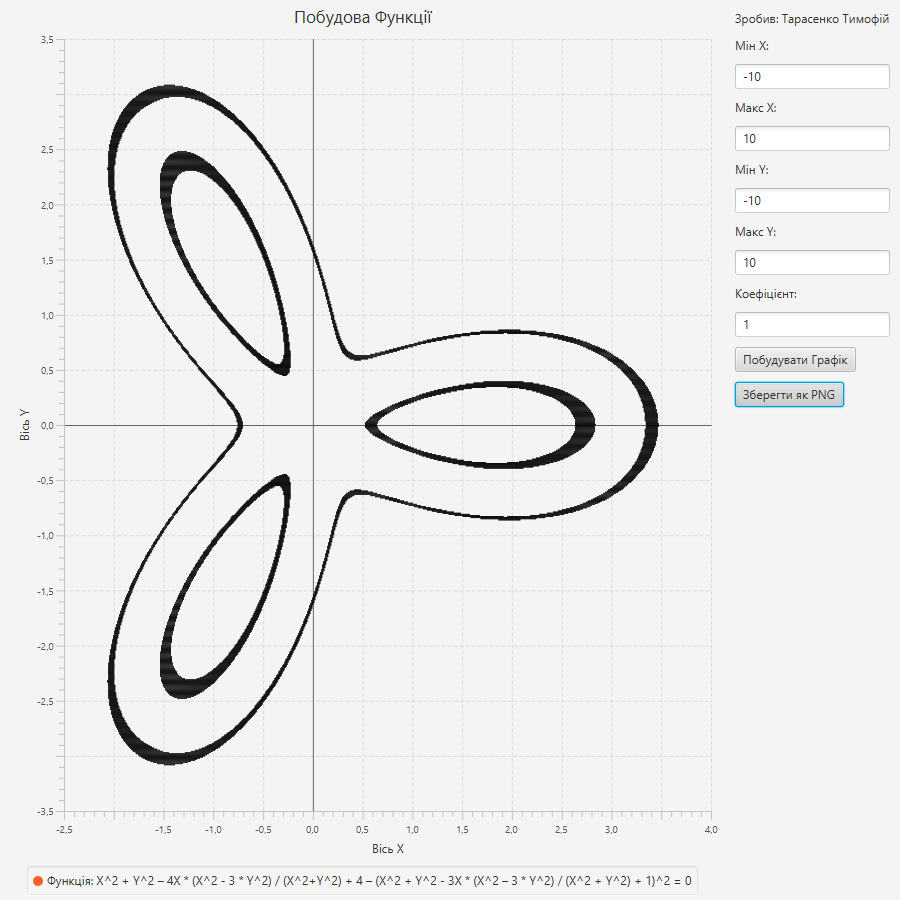 Побудова Функції
Зробив: Тарасенко Тимофій
Мін X:
-10
Макс X:
10
Мін Y:
-10
Макс Y:
10
Коефіцієнт:
1
Побудувати Графік
Зберегти як PNG
Вісь Y
3,5
2,5
2,0
1,5
1,0
0,5
0,0
-0,5
-1,0
-1,5
-2,0
-2,5
-3,5
-2,5 -1,5 -1,0 -0,5 0,0 0,5 1,0 1,5 2,0 2,5 3,0 4,0
Вісь X
Функція: X^2 + Y^2 – 4X * (X^2 - 3 * Y^2) / (X^2+Y^2) + 4 – (X^2 + Y^2 - 3X * (X^2 – 3 * Y^2) / (X^2 + Y^2) + 1)^2 = 0